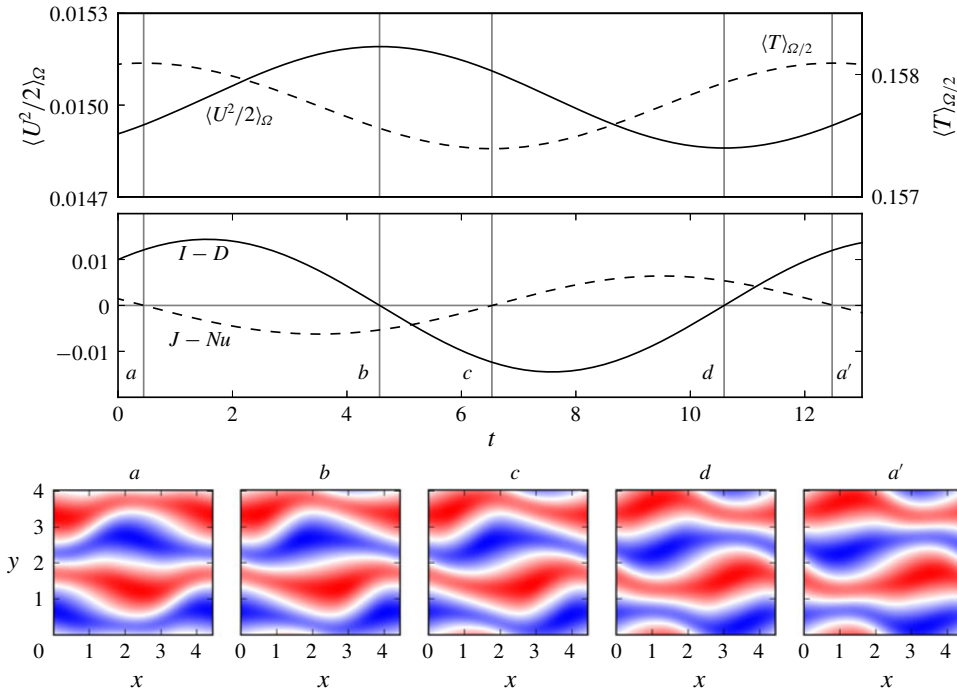 0.0153
0.0150
0.0147
⟨U²/2⟩_Ω
⟨U²/2⟩_Ω
⟨T⟩_{Ω/2}
0.158
0.157
⟨T⟩_{Ω/2}
0.01
0
−0.01
I − D
J − Nu
a b c d a′
0 2 4 6 8 10 12
t
a b c d a′
4
3
2
1
y
0 1 2 3 4 0 1 2 3 4 0 1 2 3 4 0 1 2 3 4 0 1 2 3 4
x x x x x